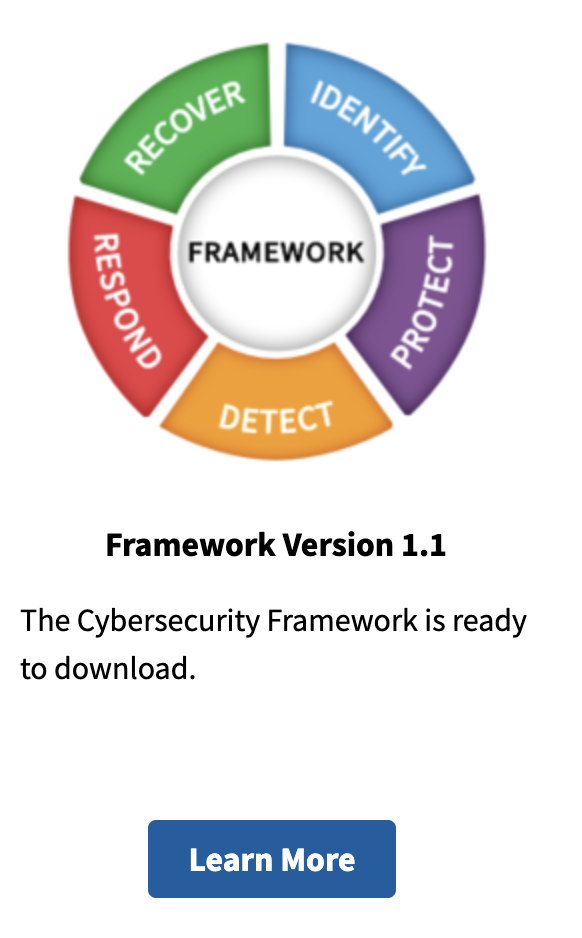 IDENTIFY
PROTECT
DETECT
RESPOND
RECOVER
FRAMEWORK
Framework Version 1.1
The Cybersecurity Framework is ready
to download.
Learn More